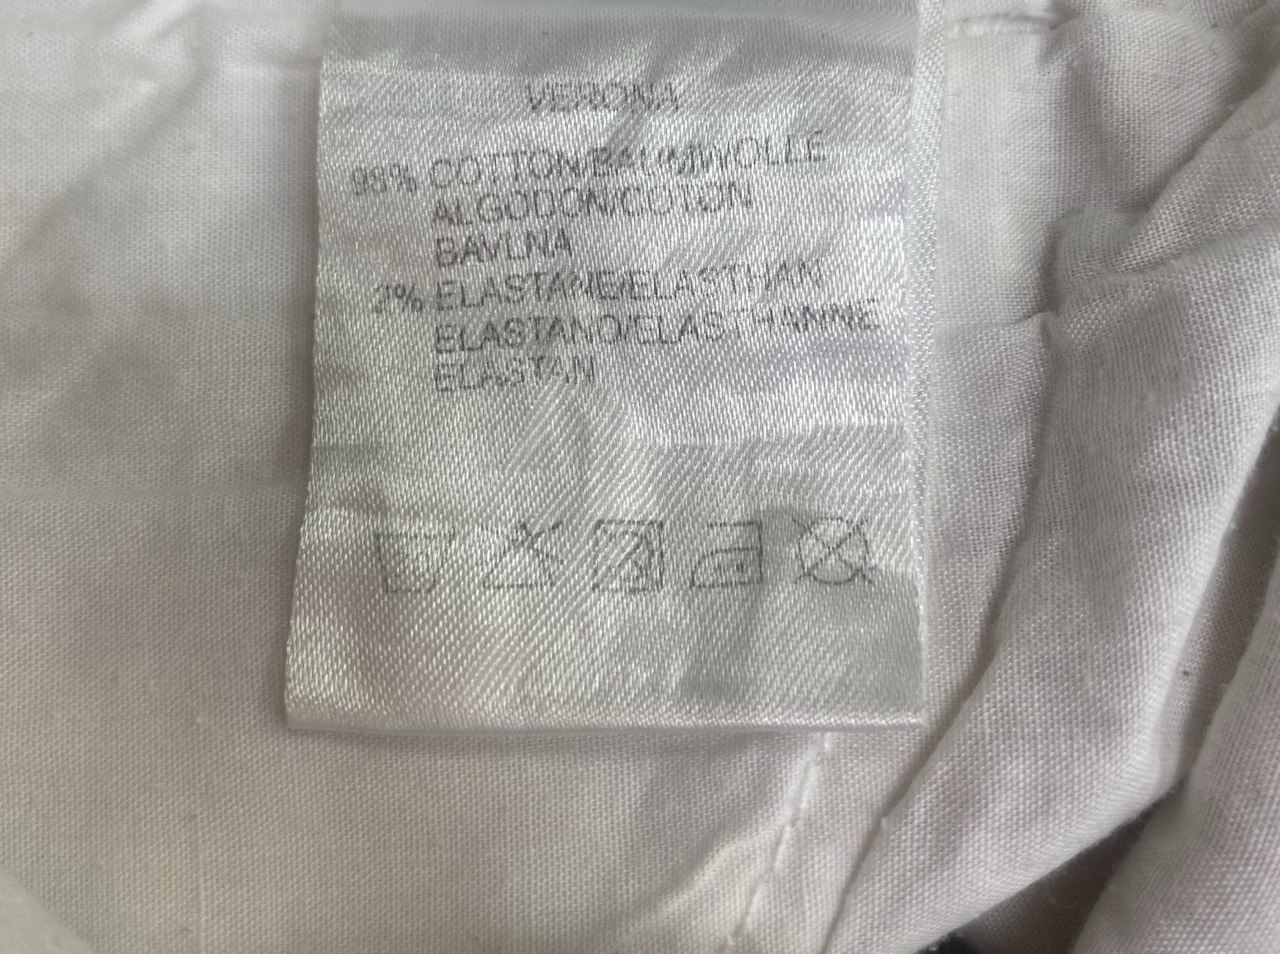 VERONA
98% COTTON/BAUMWOLLE
ALGODON/COTON
BAVLNA
2% ELASTANE/ELASTHAN
ELASTANO/ELASTHANNE
ELASTAN